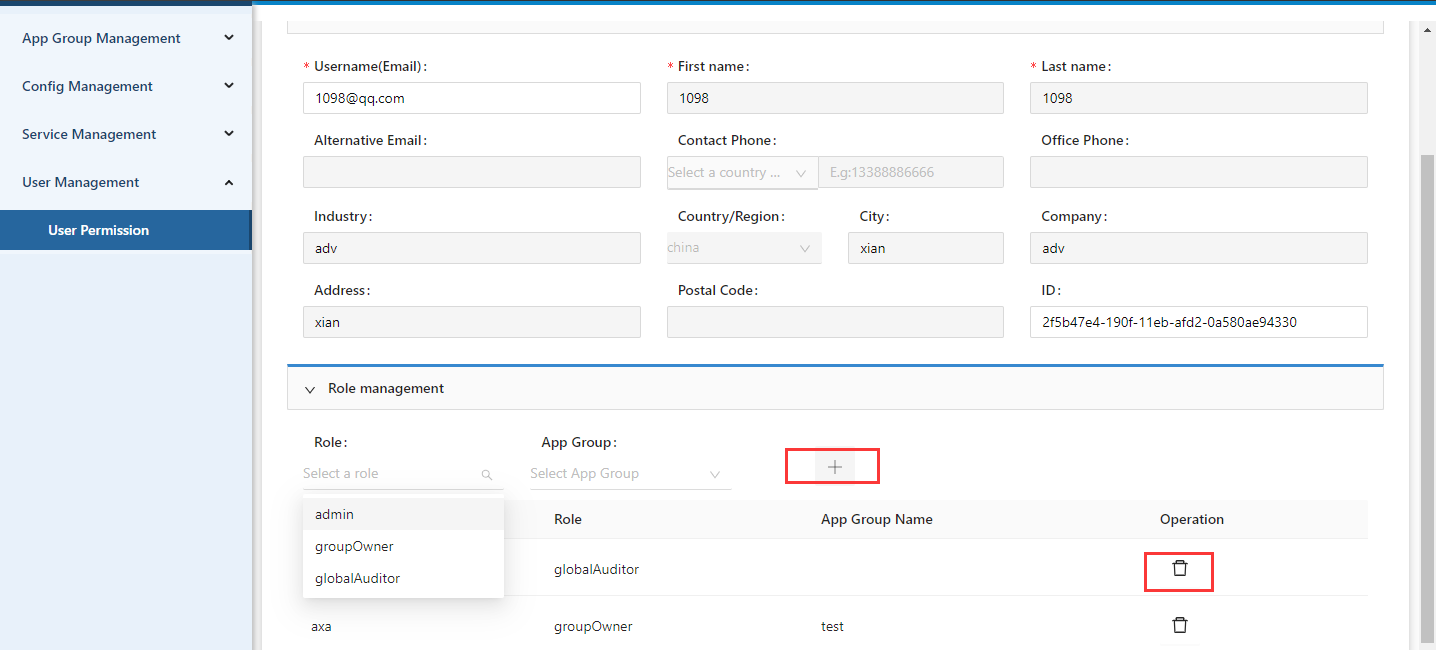 App Group Management
Config Management
Service Management
User Management
User Permission
* Username(Email): * First name: * Last name:
1098@qq.com 1098 1098
Alternative Email: Contact Phone: Office Phone:
Select a country ... E.g:13388886666
Industry: Country/Region: City: Company:
adv china xian adv
Address: Postal Code: ID:
xian 2f5b47e4-190f-11eb-afd2-0a580ae94330
Role management
Role: App Group:
Select a role Select App Group
admin
groupOwner
globalAuditor
Role App Group Name Operation
globalAuditor
axa groupOwner test